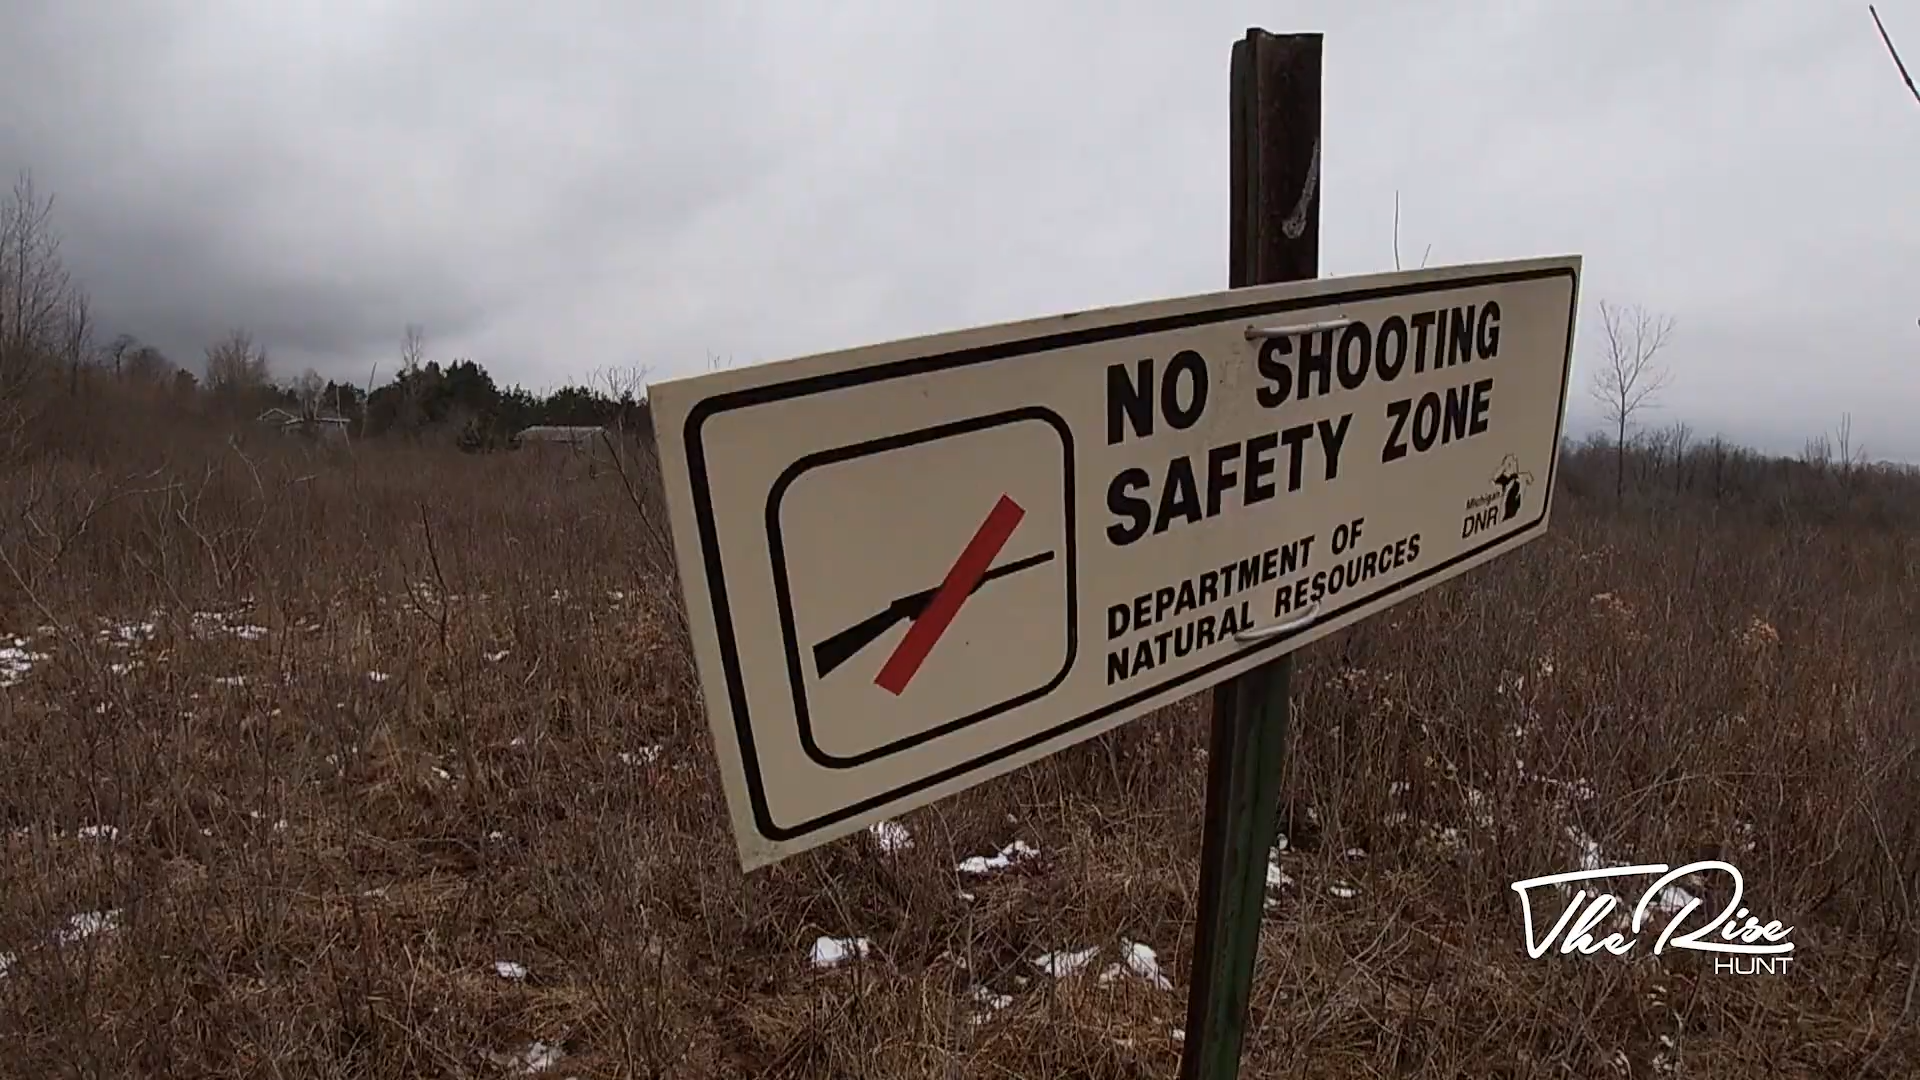 NO SHOOTING
SAFETY ZONE
DEPARTMENT OF
NATURAL RESOURCES
Michigan
DNR
The Rise
HUNT